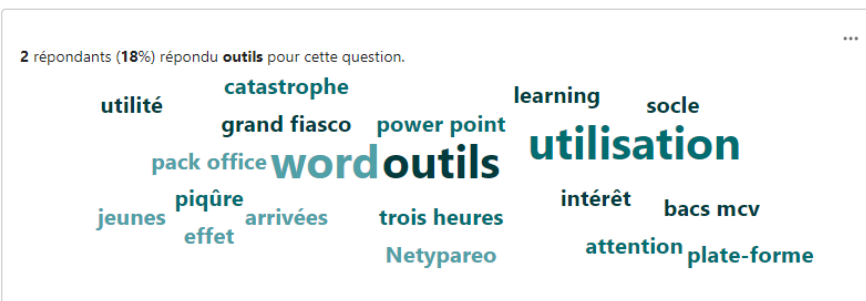 2 répondants (18%) répondu outils pour cette question.
catastrophe
learning
utilité
socle
grand fiasco
power point
utilisation
pack office
word
outils
piqûre
intérêt
bacs mcv
jeunes
arrivées
trois heures
effet
attention
Netypareo
plate-forme